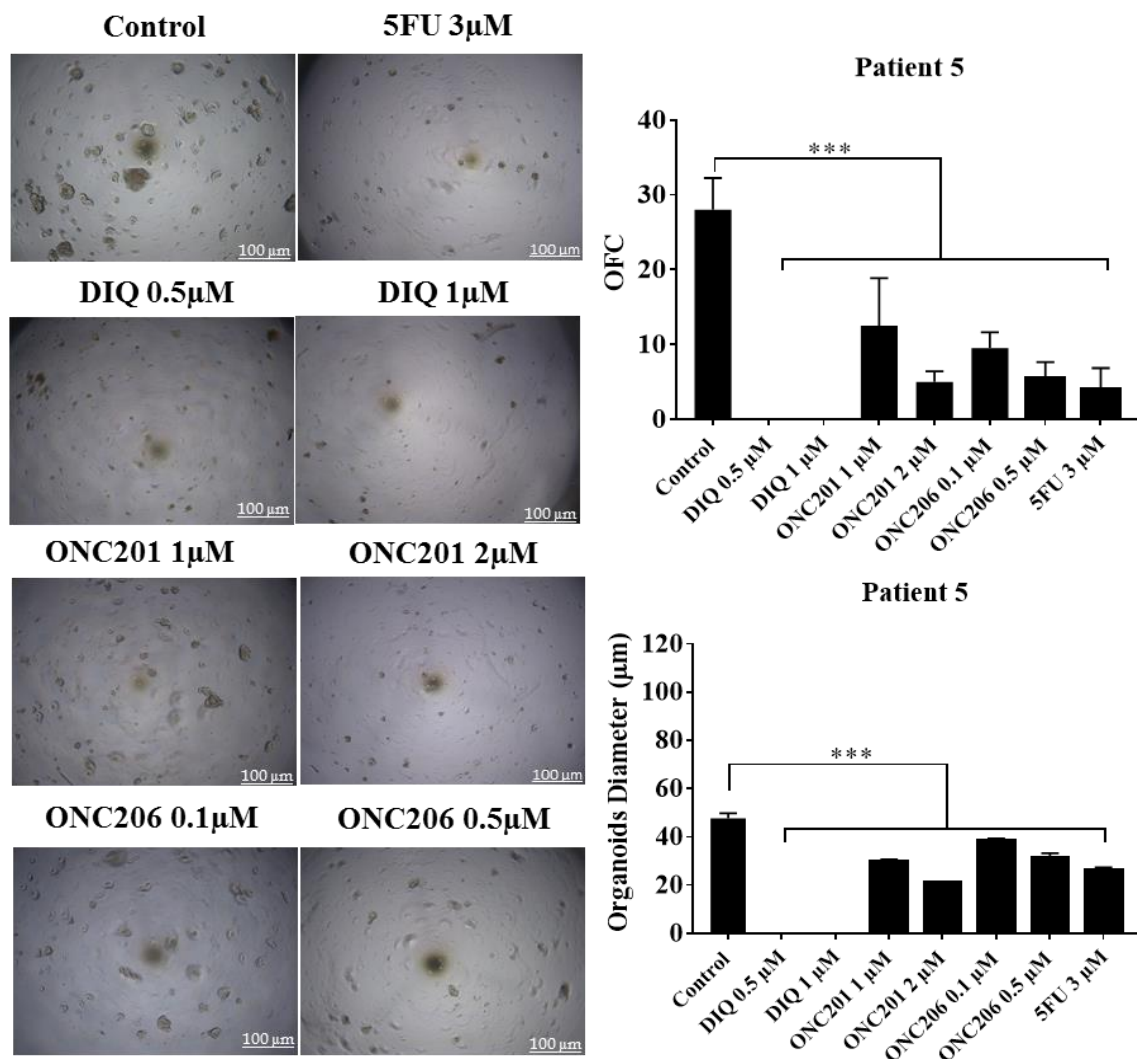 Control 5FU 3µM
100 µm 100 µm
DIQ 0.5µM DIQ 1µM
100 µm 100 µm
ONC201 1µM ONC201 2µM
100 µm 100 µm
ONC206 0.1µM ONC206 0.5µM
100 µm 100 µm
Patient 5
OFC
40
30
20
10
0
***
Control
DIQ 0.5 µM
DIQ 1 µM
ONC201 1 µM
ONC201 2 µM
ONC206 0.1 µM
ONC206 0.5 µM
5FU 3 µM
Patient 5
Organoids Diameter (µm)
120
100
80
60
40
20
0
***
Control
DIQ 0.5 µM
DIQ 1 µM
ONC201 1 µM
ONC201 2 µM
ONC206 0.1 µM
ONC206 0.5 µM
5FU 3 µM